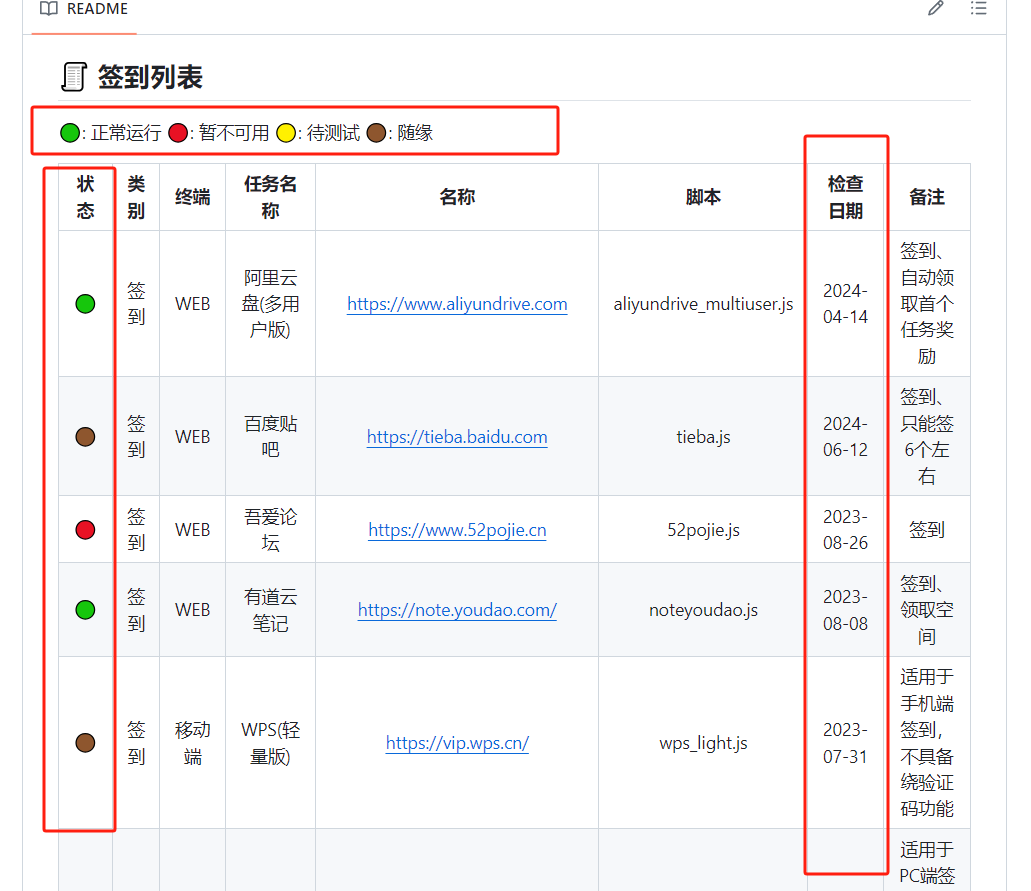 README
签到列表
: 正常运行 : 暂不可用 : 待测试 : 随缘
状
态
类
别
终端
任务名
称
名称
脚本
检查
日期
备注
签
到
WEB
阿里云
盘(多用
户版)
https://www.aliyundrive.com
aliyundrive_multiuser.js
2024-
04-14
签到、
自动领
取首个
任务奖
励
签
到
WEB
百度贴
吧
https://tieba.baidu.com
tieba.js
2024-
06-12
签到、
只能签
6个左
右
签
到
WEB
吾爱论
坛
https://www.52pojie.cn
52pojie.js
2023-
08-26
签到
签
到
WEB
有道云
笔记
https://note.youdao.com/
noteyoudao.js
2023-
08-08
签到、
领取空
间
签
到
移动
端
WPS(轻
量版)
https://vip.wps.cn/
wps_light.js
2023-
07-31
适用于
手机端
签到，
不具备
绕验证
码功能
适用于
PC端签